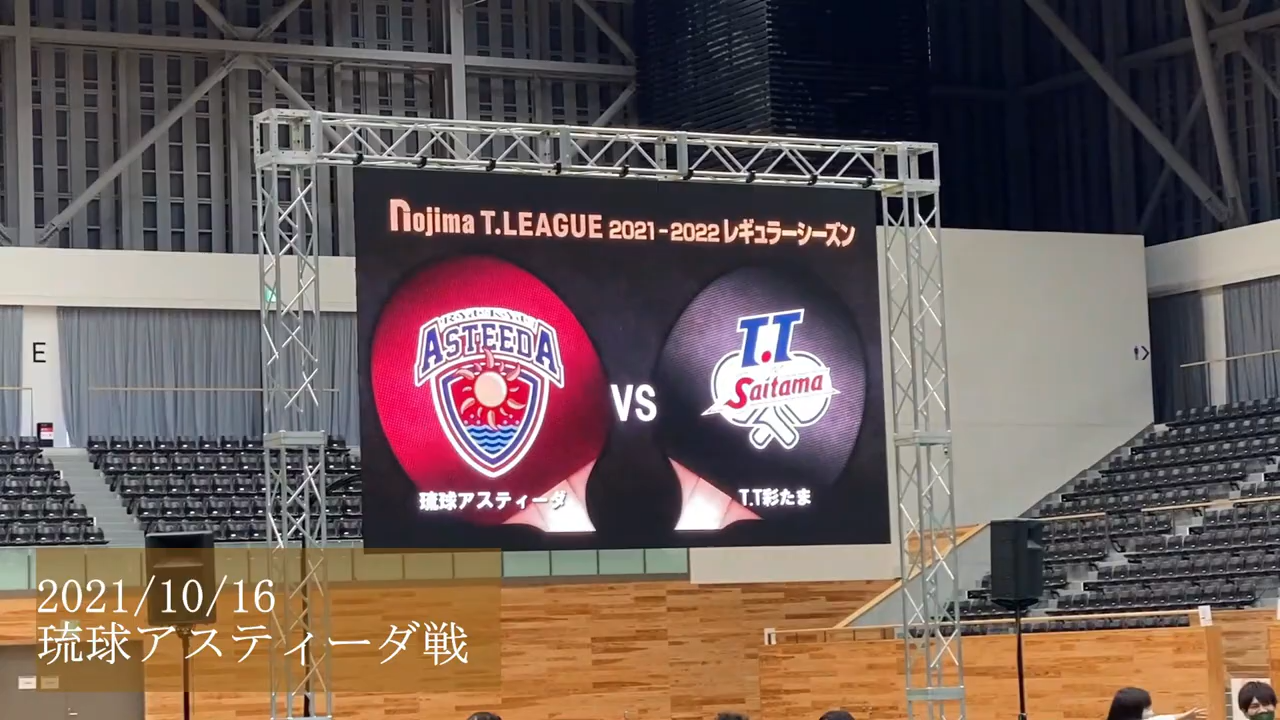 nojima T.LEAGUE 2021-2022 レギュラーシーズン
RYUKYU
ASTEEDA
VS
T.T
Saitama
琉球アスティーダ
T.T彩たま
E
2021/10/16
琉球アスティーダ戦